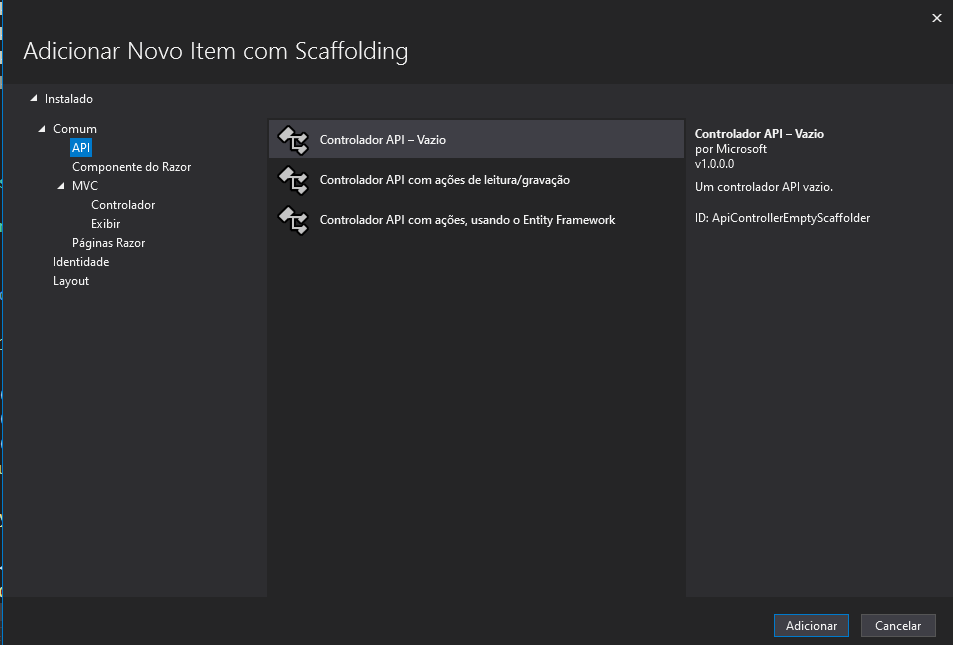 Adicionar Novo Item com Scaffolding
Instalado
Comum
API
Componente do Razor
MVC
Controlador
Exibir
Páginas Razor
Identidade
Layout
Controlador API – Vazio
Controlador API com ações de leitura/gravação
Controlador API com ações, usando o Entity Framework
Controlador API – Vazio
por Microsoft
v1.0.0.0
Um controlador API vazio.
ID: ApiControllerEmptyScaffolder
Adicionar
Cancelar